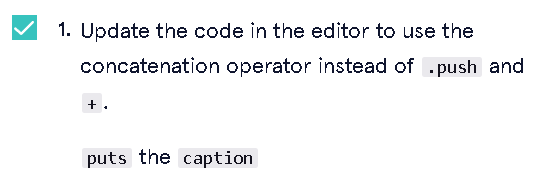 1. Update the code in the editor to use the
concatenation operator instead of .push and
+.
puts the caption